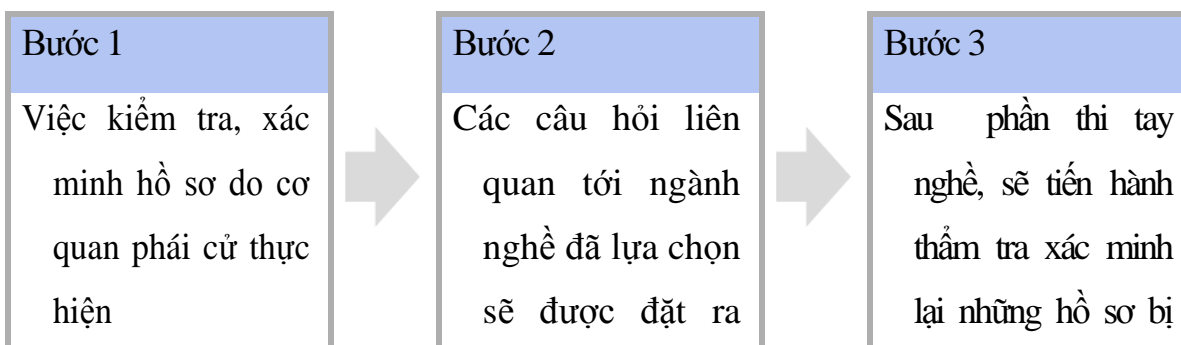 Bước 1
Việc kiểm tra, xác
minh hồ sơ do cơ
quan phái cử thực
hiện
Bước 2
Các câu hỏi liên
quan tới ngành
nghề đã lựa chọn
sẽ được đặt ra
Bước 3
Sau phần thi tay
nghề, sẽ tiến hành
thẩm tra xác minh
lại những hồ sơ bị